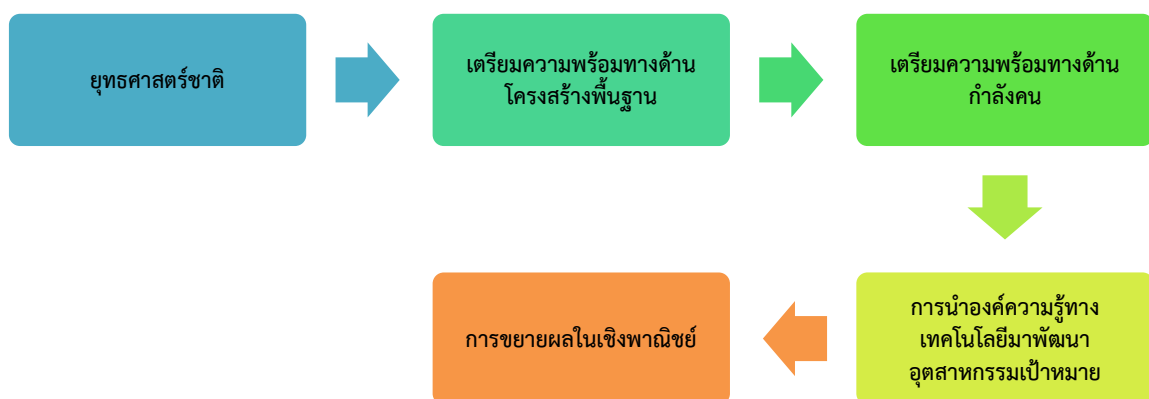 ยุทธศาสตร์ชาติ
เตรียมความพร้อมทางด้าน
โครงสร้างพื้นฐาน
เตรียมความพร้อมทางด้าน
กำลังคน
การนำองค์ความรู้ทาง
เทคโนโลยีมาพัฒนา
อุตสาหกรรมเป้าหมาย
การขยายผลในเชิงพาณิชย์